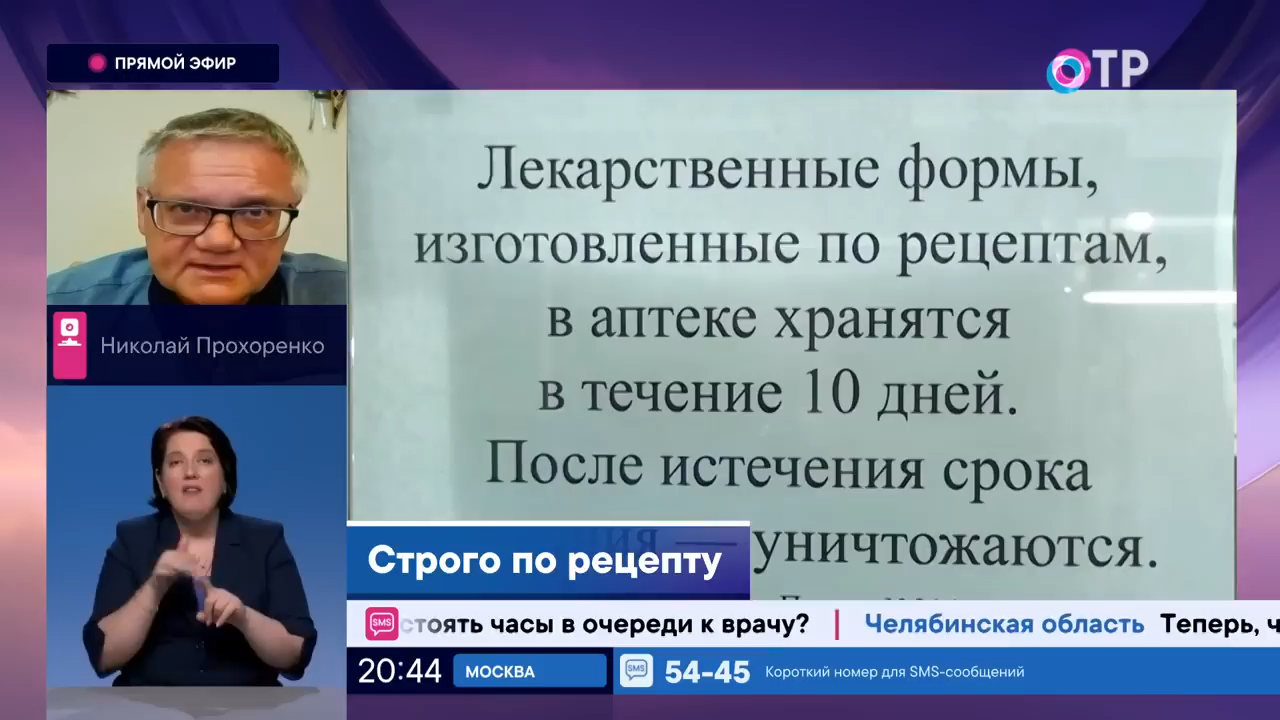 ПРЯМОЙ ЭФИР
ОТР
Лекарственные формы,
изготовленные по рецептам,
в аптеке хранятся
в течение 10 дней.
После истечения срока
— уничтожаются.
Николай Прохоренко
Строго по рецепту
SMS стоять часы в очереди к врачу? | Челябинская область Теперь, ч
20:44 МОСКВА SMS 54-45 Короткий номер для SMS-сообщений